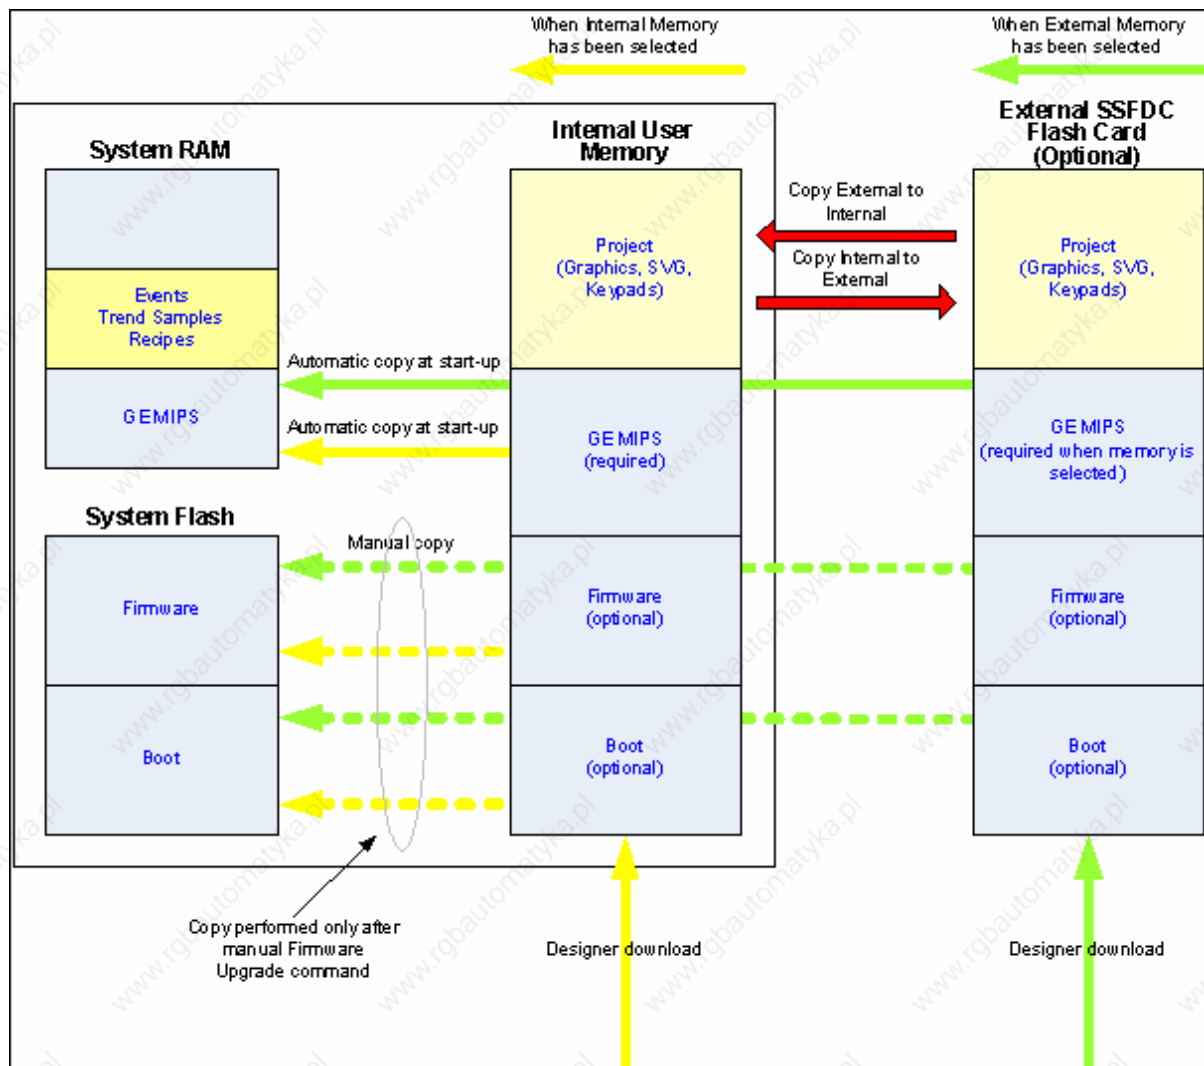 When Internal Memory
has been selected
When External Memory
has been selected
System RAM
Internal User
Memory
External SSFDC
Flash Card
(Optional)
Copy External to
Internal
Copy Internal to
External
Project
(Graphics, SVG,
Keypads)
Project
(Graphics, SVG,
Keypads)
Events
Trend Samples
Recipes
Automatic copy at start-up
GEMIPS
Automatic copy at start-up
GEMIPS
(required)
GEMIPS
(required when memory is
selected)
System Flash
Manual copy
Firmware
Firmware
(optional)
Firmware
(optional)
Boot
Boot
(optional)
Boot
(optional)
Copy performed only after
manual Firmware
Upgrade command
Designer download
Designer download
www.rgbautomatyka.pl